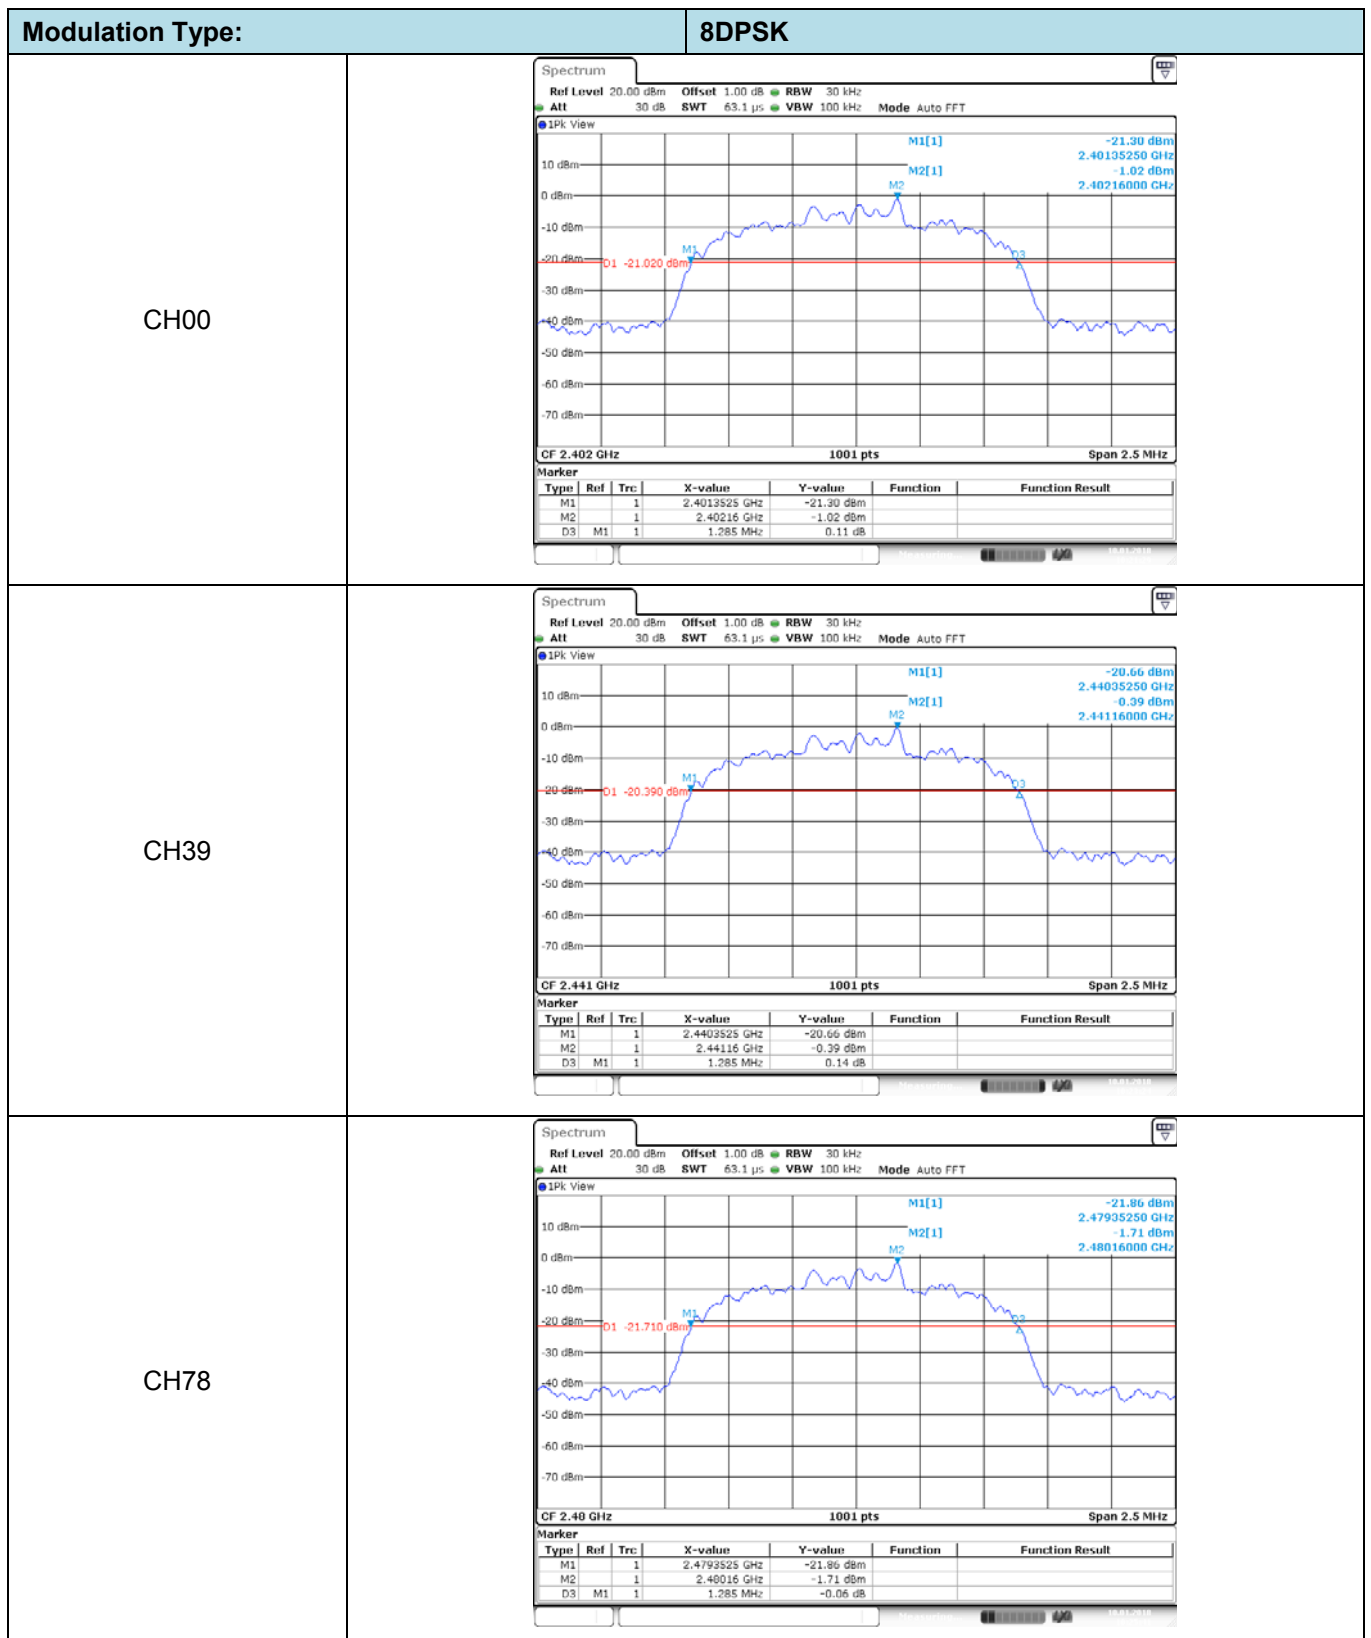 Modulation Type: 8DPSK
CH00
Spectrum
Ref Level 20.00 dBm Offset 1.00 dB RBW 30 kHz
Att 30 dB SWT 63.1 µs VBW 100 kHz Mode Auto FFT
1Pk View
M1[1] -21.30 dBm
2.40135250 GHz
M2[1] -1.02 dBm
2.40216000 GHz
10 dBm
M2
0 dBm
-10 dBm
M1
D3
-20 dBm
D1 -21.020 dBm
-30 dBm
-40 dBm
-50 dBm
-60 dBm
-70 dBm
CF 2.402 GHz 1001 pts Span 2.5 MHz
Marker
Type Ref Trc X-value Y-value Function Function Result
M1 1 2.4013525 GHz -21.30 dBm
M2 1 2.40216 GHz -1.02 dBm
D3 M1 1 1.285 MHz 0.11 dB
CH39
Spectrum
Ref Level 20.00 dBm Offset 1.00 dB RBW 30 kHz
Att 30 dB SWT 63.1 µs VBW 100 kHz Mode Auto FFT
1Pk View
M1[1] -20.66 dBm
2.44035250 GHz
M2[1] -0.39 dBm
2.44116000 GHz
10 dBm
M2
0 dBm
-10 dBm
M1
D3
-20 dBm
D1 -20.390 dBm
-30 dBm
-40 dBm
-50 dBm
-60 dBm
-70 dBm
CF 2.441 GHz 1001 pts Span 2.5 MHz
Marker
Type Ref Trc X-value Y-value Function Function Result
M1 1 2.4403525 GHz -20.66 dBm
M2 1 2.44116 GHz -0.39 dBm
D3 M1 1 1.285 MHz 0.14 dB
CH78
Spectrum
Ref Level 20.00 dBm Offset 1.00 dB RBW 30 kHz
Att 30 dB SWT 63.1 µs VBW 100 kHz Mode Auto FFT
1Pk View
M1[1] -21.86 dBm
2.47935250 GHz
M2[1] -1.71 dBm
2.48016000 GHz
10 dBm
M2
0 dBm
-10 dBm
M1
D3
-20 dBm
D1 -21.710 dBm
-30 dBm
-40 dBm
-50 dBm
-60 dBm
-70 dBm
CF 2.48 GHz 1001 pts Span 2.5 MHz
Marker
Type Ref Trc X-value Y-value Function Function Result
M1 1 2.4793525 GHz -21.86 dBm
M2 1 2.48016 GHz -1.71 dBm
D3 M1 1 1.285 MHz -0.06 dB